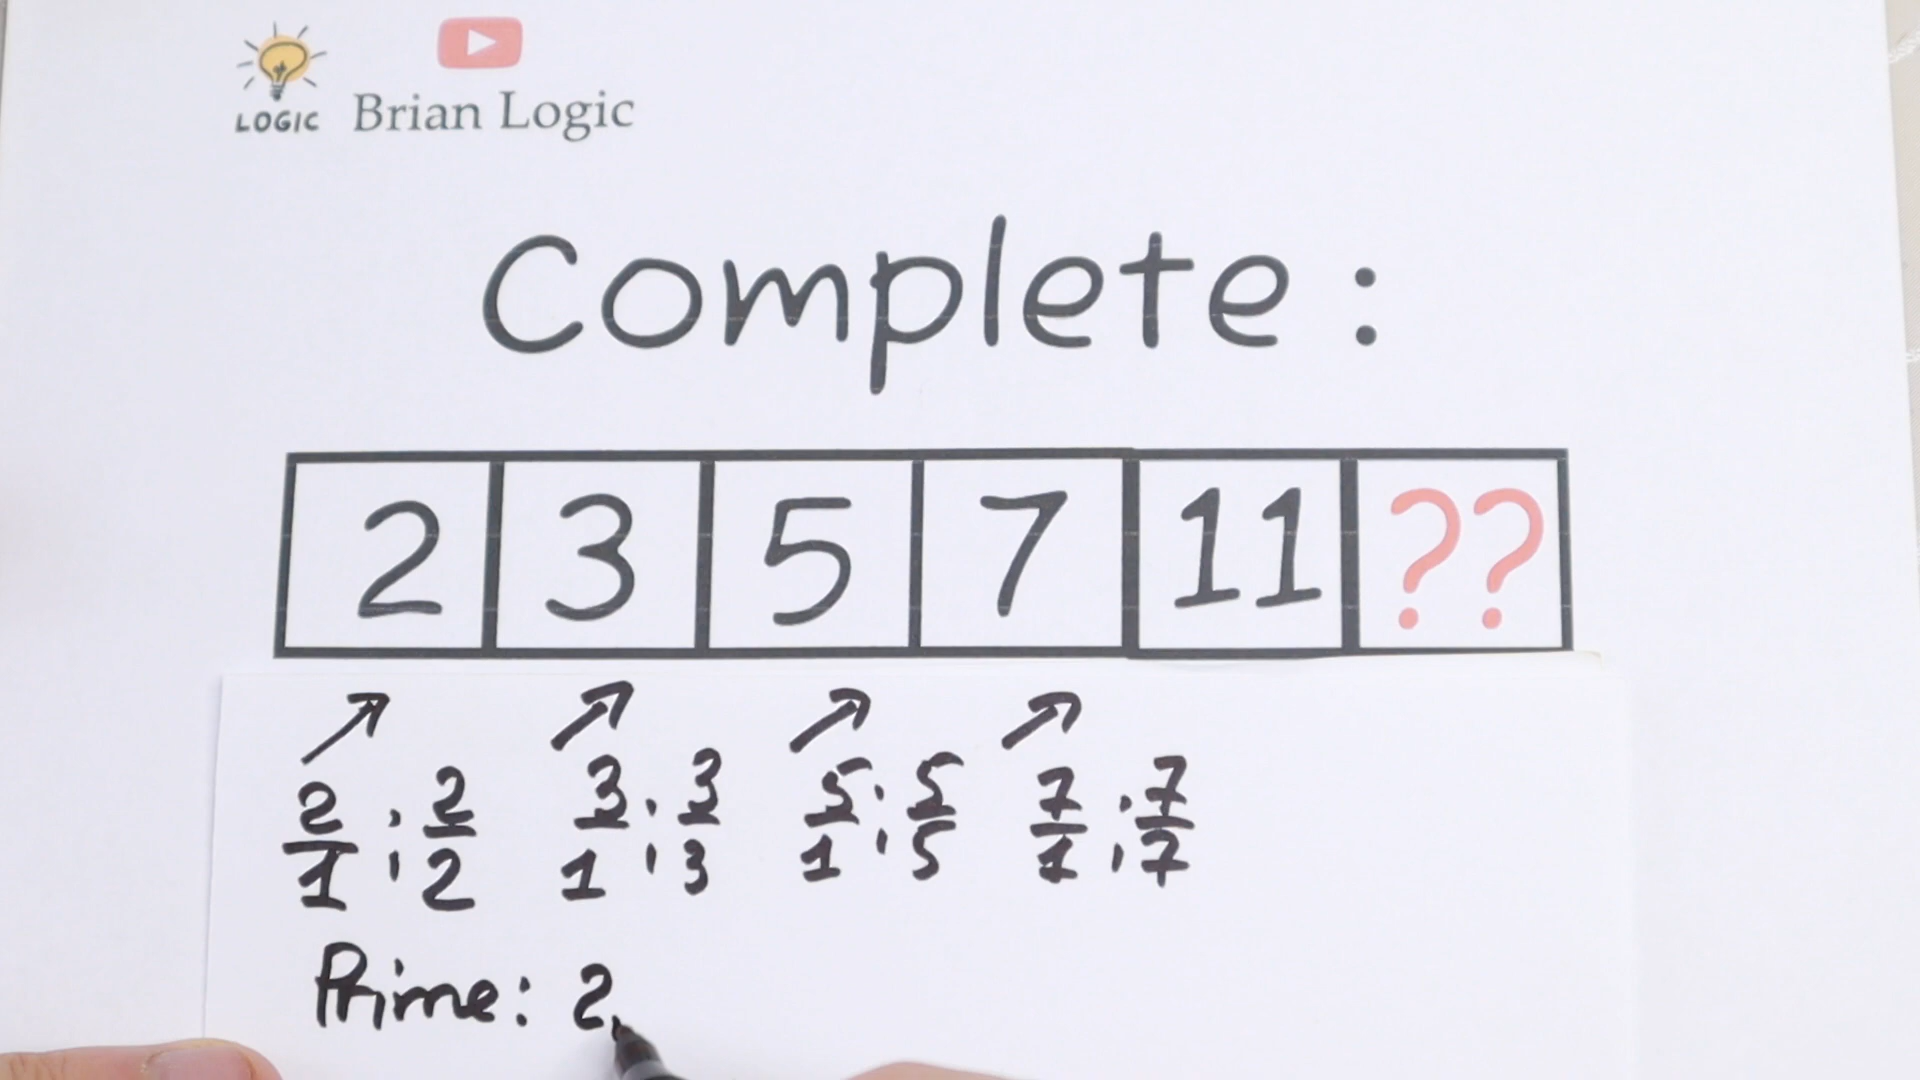 LOGIC Brian Logic
Complete :
2 3 5 7 11 ??
2/1 ; 2/2 3/1 ; 3/3 5/1 ; 5/5 7/1 ; 7/7
Prime: 2,